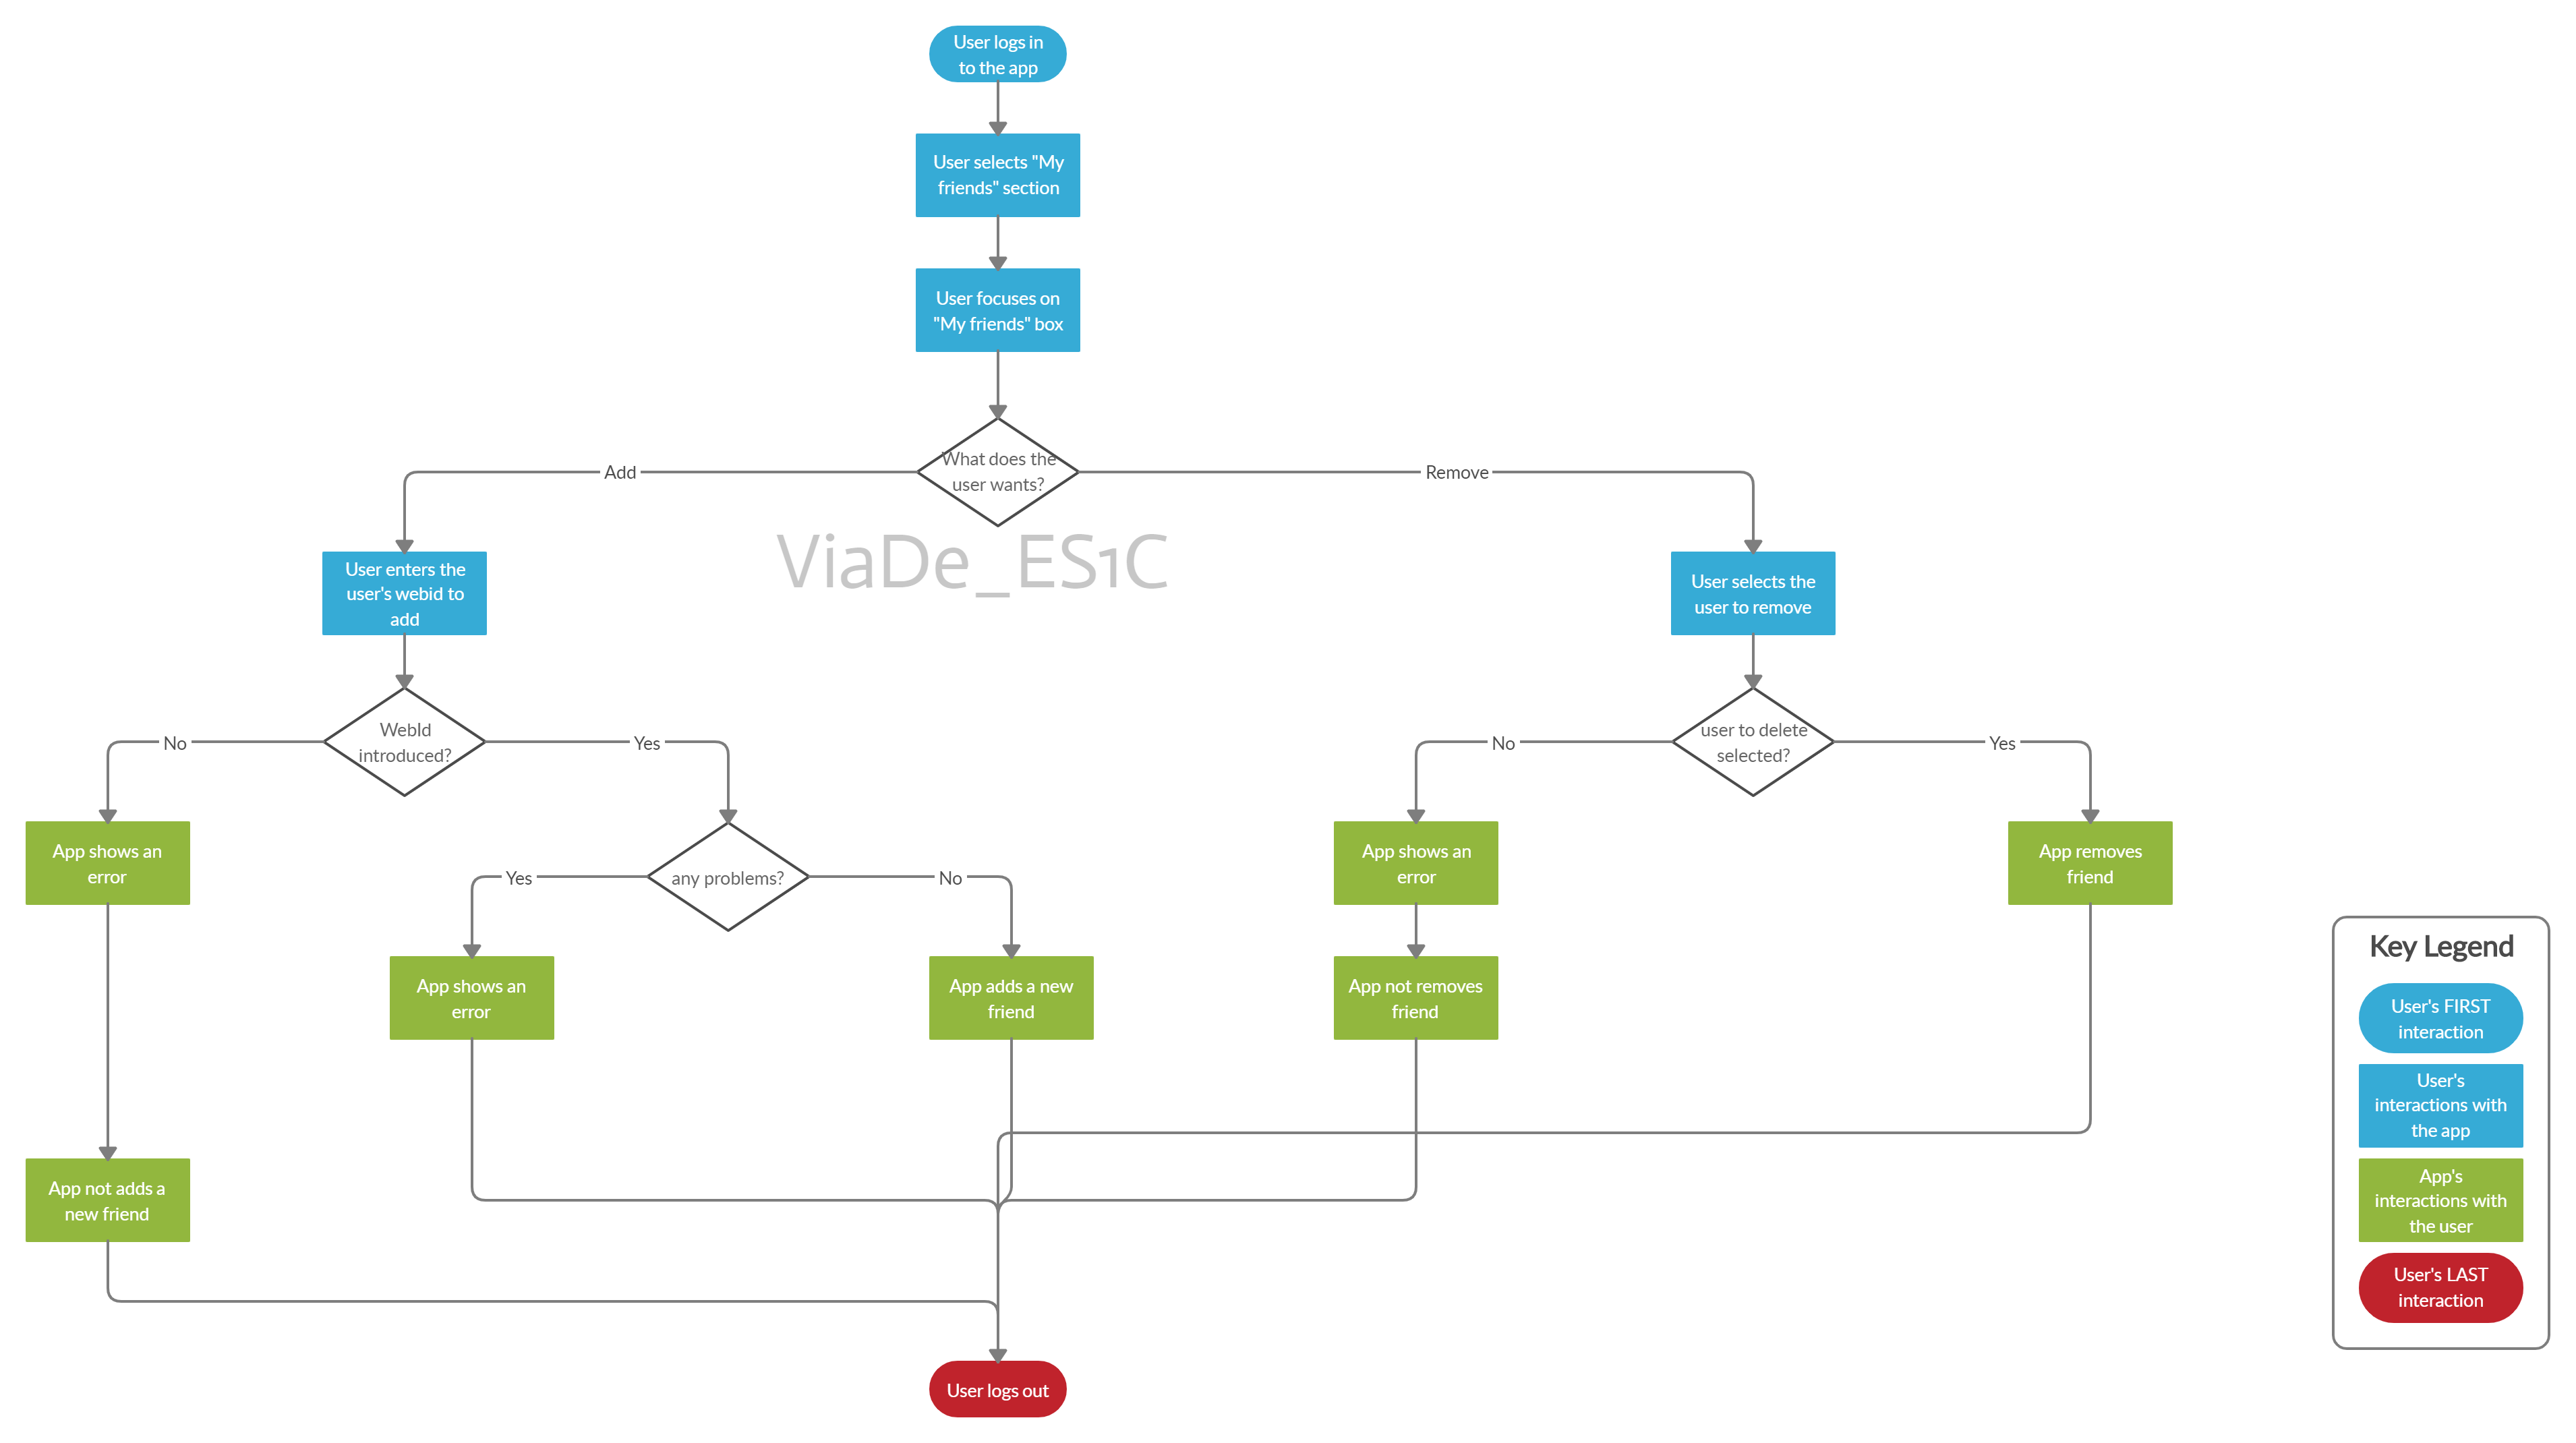 User logs in
to the app
User selects "My
friends" section
User focuses on
"My friends" box
What does the
user wants?
Add
Remove
ViaDe_ES1C
User enters the
user's webid to
add
User selects the
user to remove
WebId
introduced?
No
Yes
user to delete
selected?
No
Yes
App shows an
error
any problems?
Yes
No
App shows an
error
App removes
friend
App shows an
error
App adds a new
friend
App not removes
friend
App not adds a
new friend
User logs out
Key Legend
User's FIRST
interaction
User's
interactions with
the app
App's
interactions with
the user
User's LAST
interaction